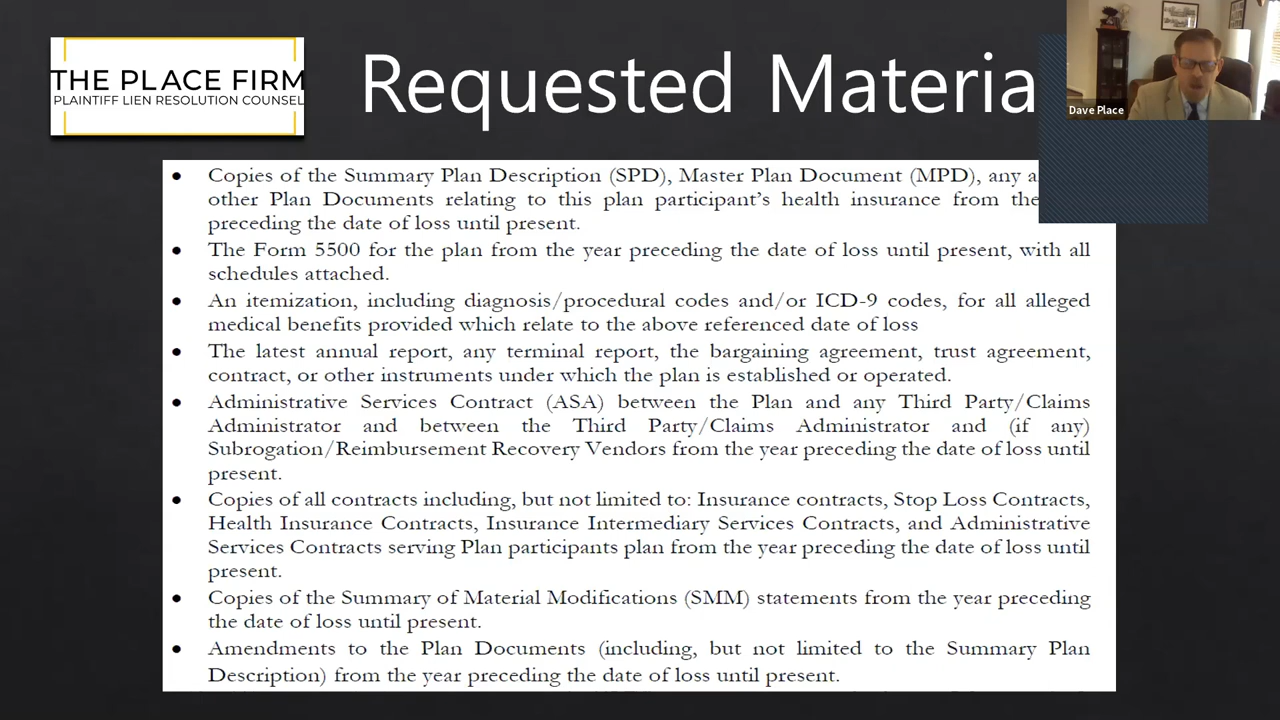 THE PLACE FIRM
PLAINTIFF LIEN RESOLUTION COUNSEL
Requested Materia
Dave Place
• Copies of the Summary Plan Description (SPD), Master Plan Document (MPD), any a
other Plan Documents relating to this plan participant's health insurance from the
preceding the date of loss until present.
• The Form 5500 for the plan from the year preceding the date of loss until present, with all
schedules attached.
• An itemization, including diagnosis/procedural codes and/or ICD-9 codes, for all alleged
medical benefits provided which relate to the above referenced date of loss
• The latest annual report, any terminal report, the bargaining agreement, trust agreement,
contract, or other instruments under which the plan is established or operated.
• Administrative Services Contract (ASA) between the Plan and any Third Party/Claims
Administrator and between the Third Party/Claims Administrator and (if any)
Subrogation/Reimbursement Recovery Vendors from the year preceding the date of loss until
present.
• Copies of all contracts including, but not limited to: Insurance contracts, Stop Loss Contracts,
Health Insurance Contracts, Insurance Intermediary Services Contracts, and Administrative
Services Contracts serving Plan participants plan from the year preceding the date of loss until
present.
• Copies of the Summary of Material Modifications (SMM) statements from the year preceding
the date of loss until present.
• Amendments to the Plan Documents (including, but not limited to the Summary Plan
Description) from the year preceding the date of loss until present.